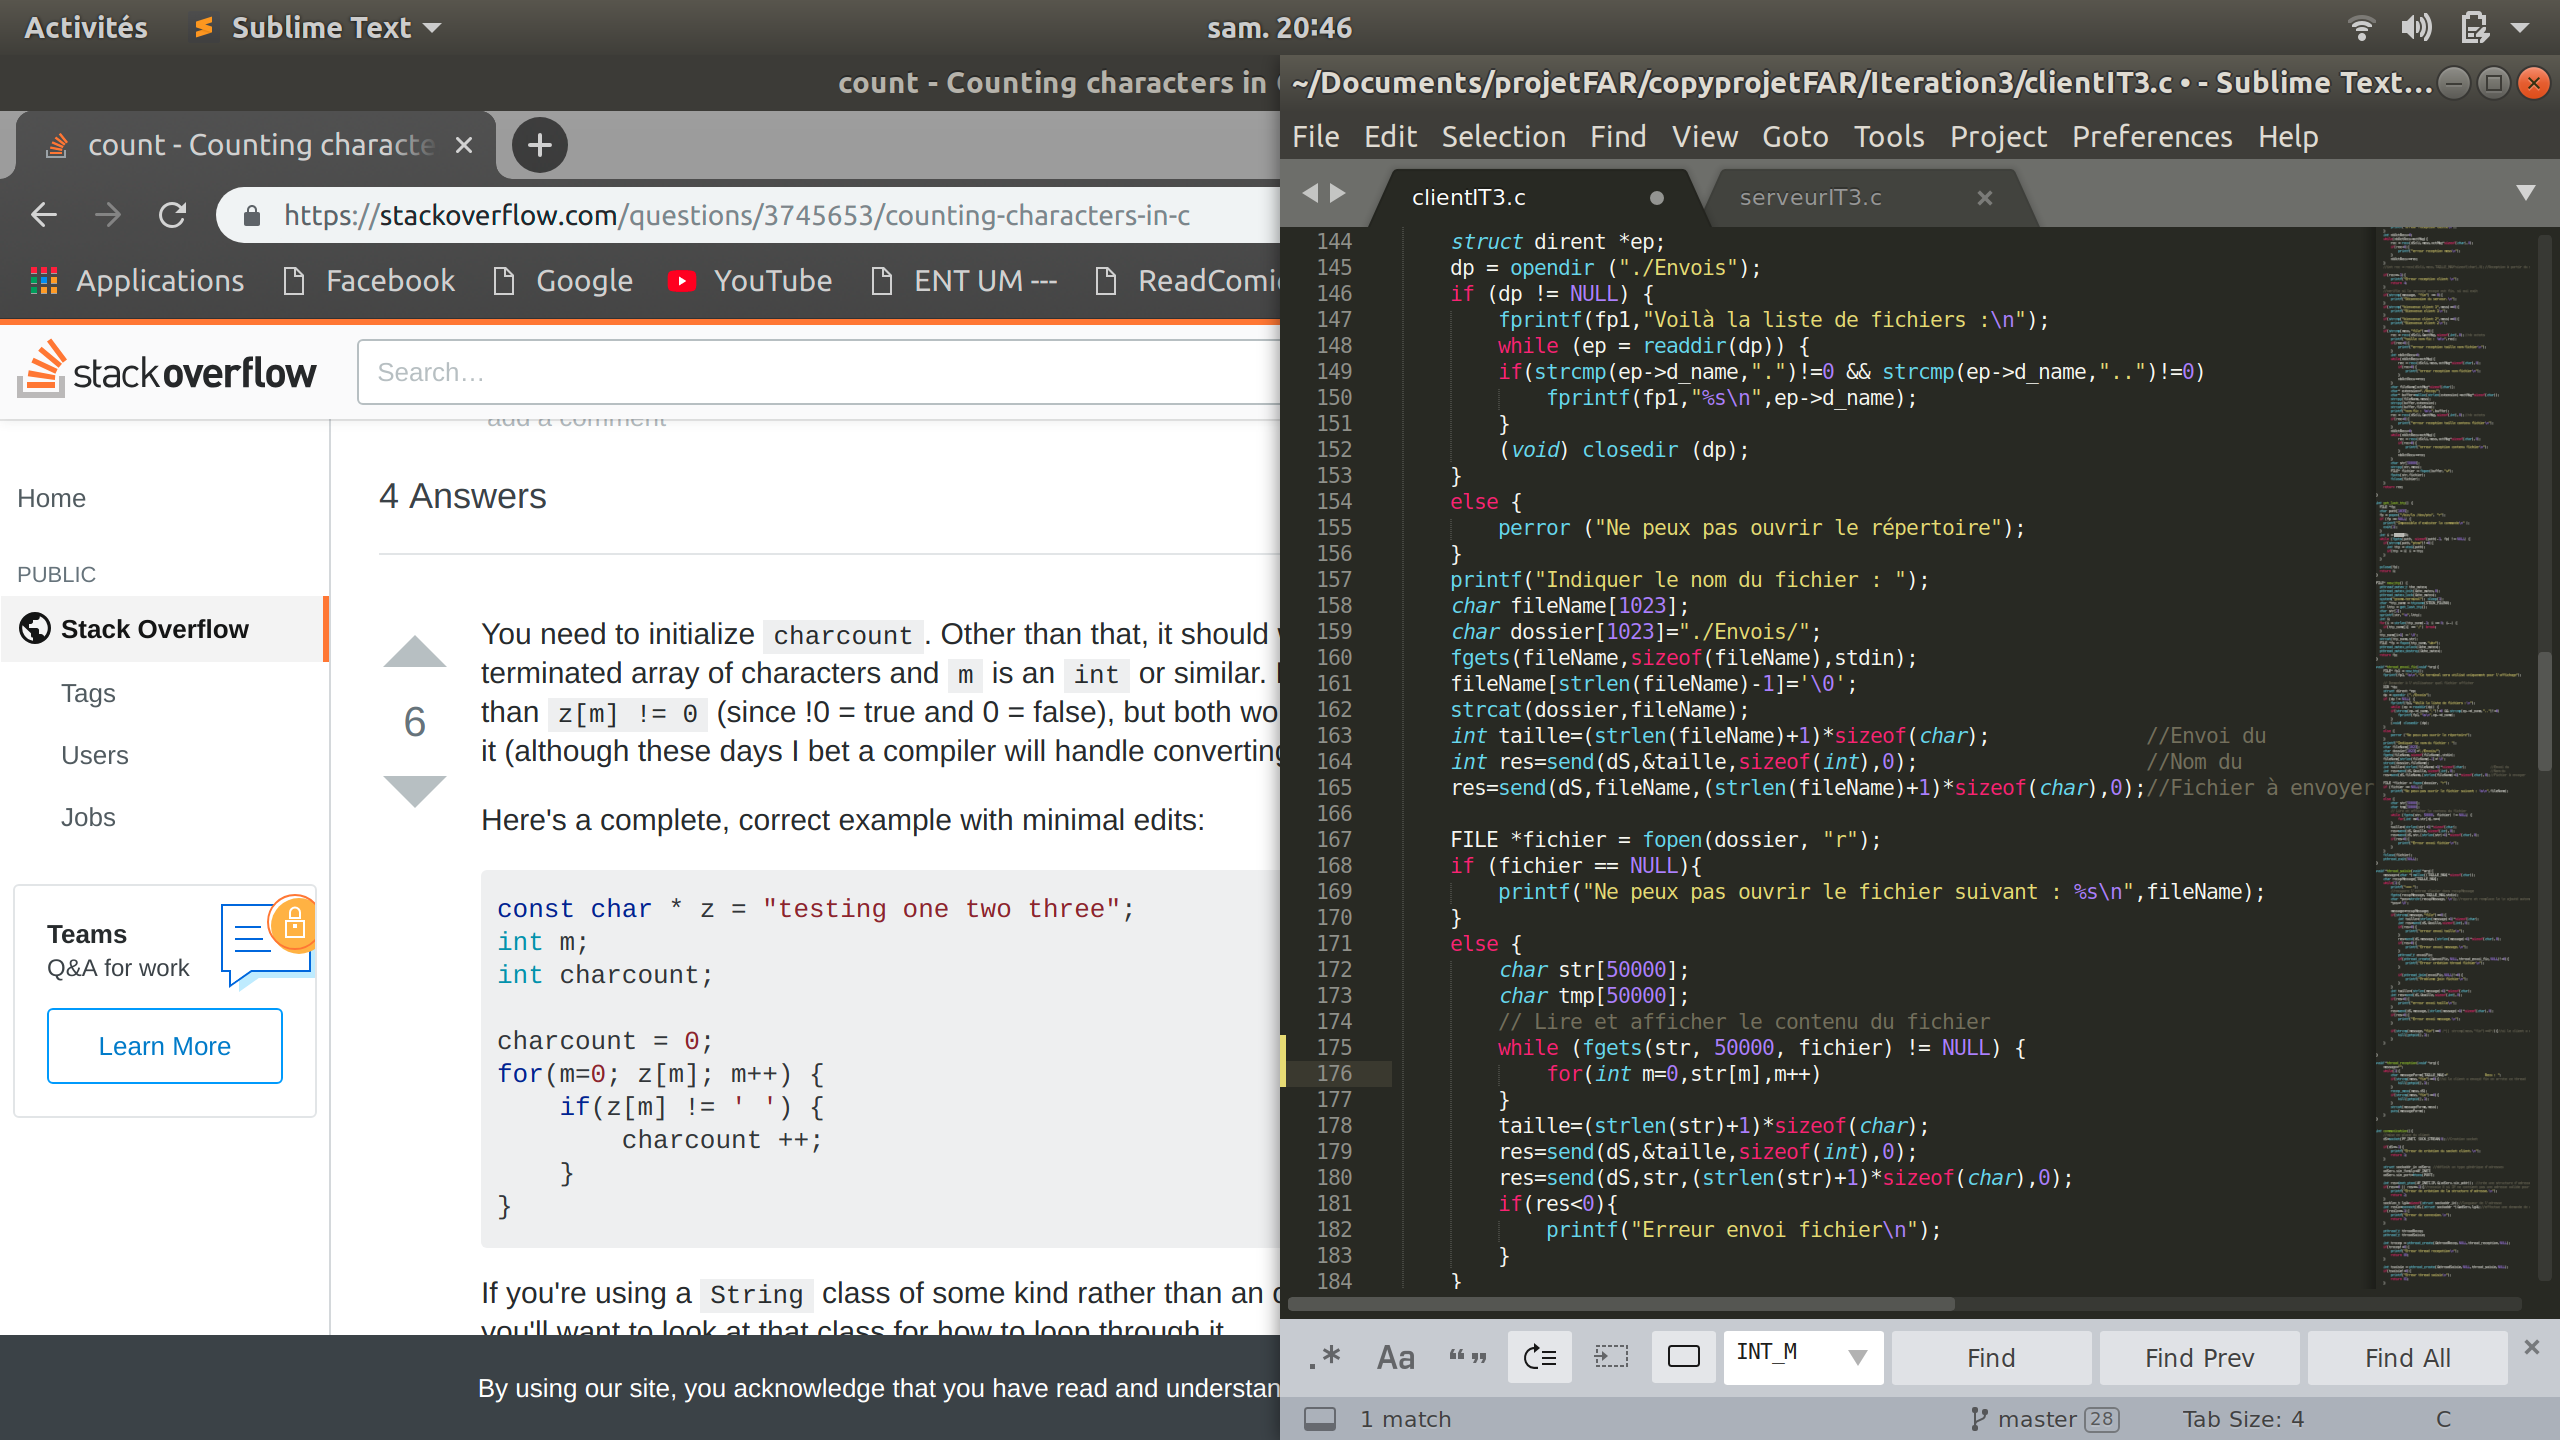 Activités
Sublime Text
sam. 20:46
count - Counting characters in
count - Counting characte
https://stackoverflow.com/questions/3745653/counting-characters-in-c
Applications
Facebook
Google
YouTube
ENT UM ---
ReadComi
stackoverflow
Search…
add a comment
Home
PUBLIC
Stack Overflow
Tags
Users
Jobs
Teams
Q&A for work
Learn More
4 Answers
6
You need to initialize charcount. Other than that, it should
terminated array of characters and m is an int or similar.
than z[m] != 0 (since !0 = true and 0 = false), but both wo
it (although these days I bet a compiler will handle converting
Here's a complete, correct example with minimal edits:
const char * z = "testing one two three";
int m;
int charcount;
charcount = 0;
for(m=0; z[m]; m++) {
if(z[m] != ' ') {
charcount ++;
}
}
If you're using a String class of some kind rather than an
you'll want to look at that class for how to loop through it
By using our site, you acknowledge that you have read and understan
~/Documents/projetFAR/copyprojetFAR/Iteration3/clientIT3.c • - Sublime Text...
File Edit Selection Find View Goto Tools Project Preferences Help
clientIT3.c
serveurIT3.c
144 struct dirent *ep;
145 dp = opendir ("./Envois");
146 if (dp != NULL) {
147 fprintf(fp1,"Voilà la liste de fichiers :\n");
148 while (ep = readdir(dp)) {
149 if(strcmp(ep->d_name,".")!=0 && strcmp(ep->d_name,"..")!=0)
150 fprintf(fp1,"%s\n",ep->d_name);
151 }
152 (void) closedir (dp);
153 }
154 else {
155 perror ("Ne peux pas ouvrir le répertoire");
156 }
157 printf("Indiquer le nom du fichier : ");
158 char fileName[1023];
159 char dossier[1023]="./Envois/";
160 fgets(fileName,sizeof(fileName),stdin);
161 fileName[strlen(fileName)-1]='\0';
162 strcat(dossier,fileName);
163 int taille=(strlen(fileName)+1)*sizeof(char); //Envoi du
164 int res=send(dS,&taille,sizeof(int),0); //Nom du
165 res=send(dS,fileName,(strlen(fileName)+1)*sizeof(char),0);//Fichier à envoyer
166
167 FILE *fichier = fopen(dossier, "r");
168 if (fichier == NULL){
169 printf("Ne peux pas ouvrir le fichier suivant : %s\n",fileName);
170 }
171 else {
172 char str[50000];
173 char tmp[50000];
174 // Lire et afficher le contenu du fichier
175 while (fgets(str, 50000, fichier) != NULL) {
176 for(int m=0,str[m],m++)
177 }
178 taille=(strlen(str)+1)*sizeof(char);
179 res=send(dS,&taille,sizeof(int),0);
180 res=send(dS,str,(strlen(str)+1)*sizeof(char),0);
181 if(res<0){
182 printf("Erreur envoi fichier\n");
183 }
184 }
.* Aa “ ”
INT_M
Find
Find Prev
Find All
1 match
master 28
Tab Size: 4
C